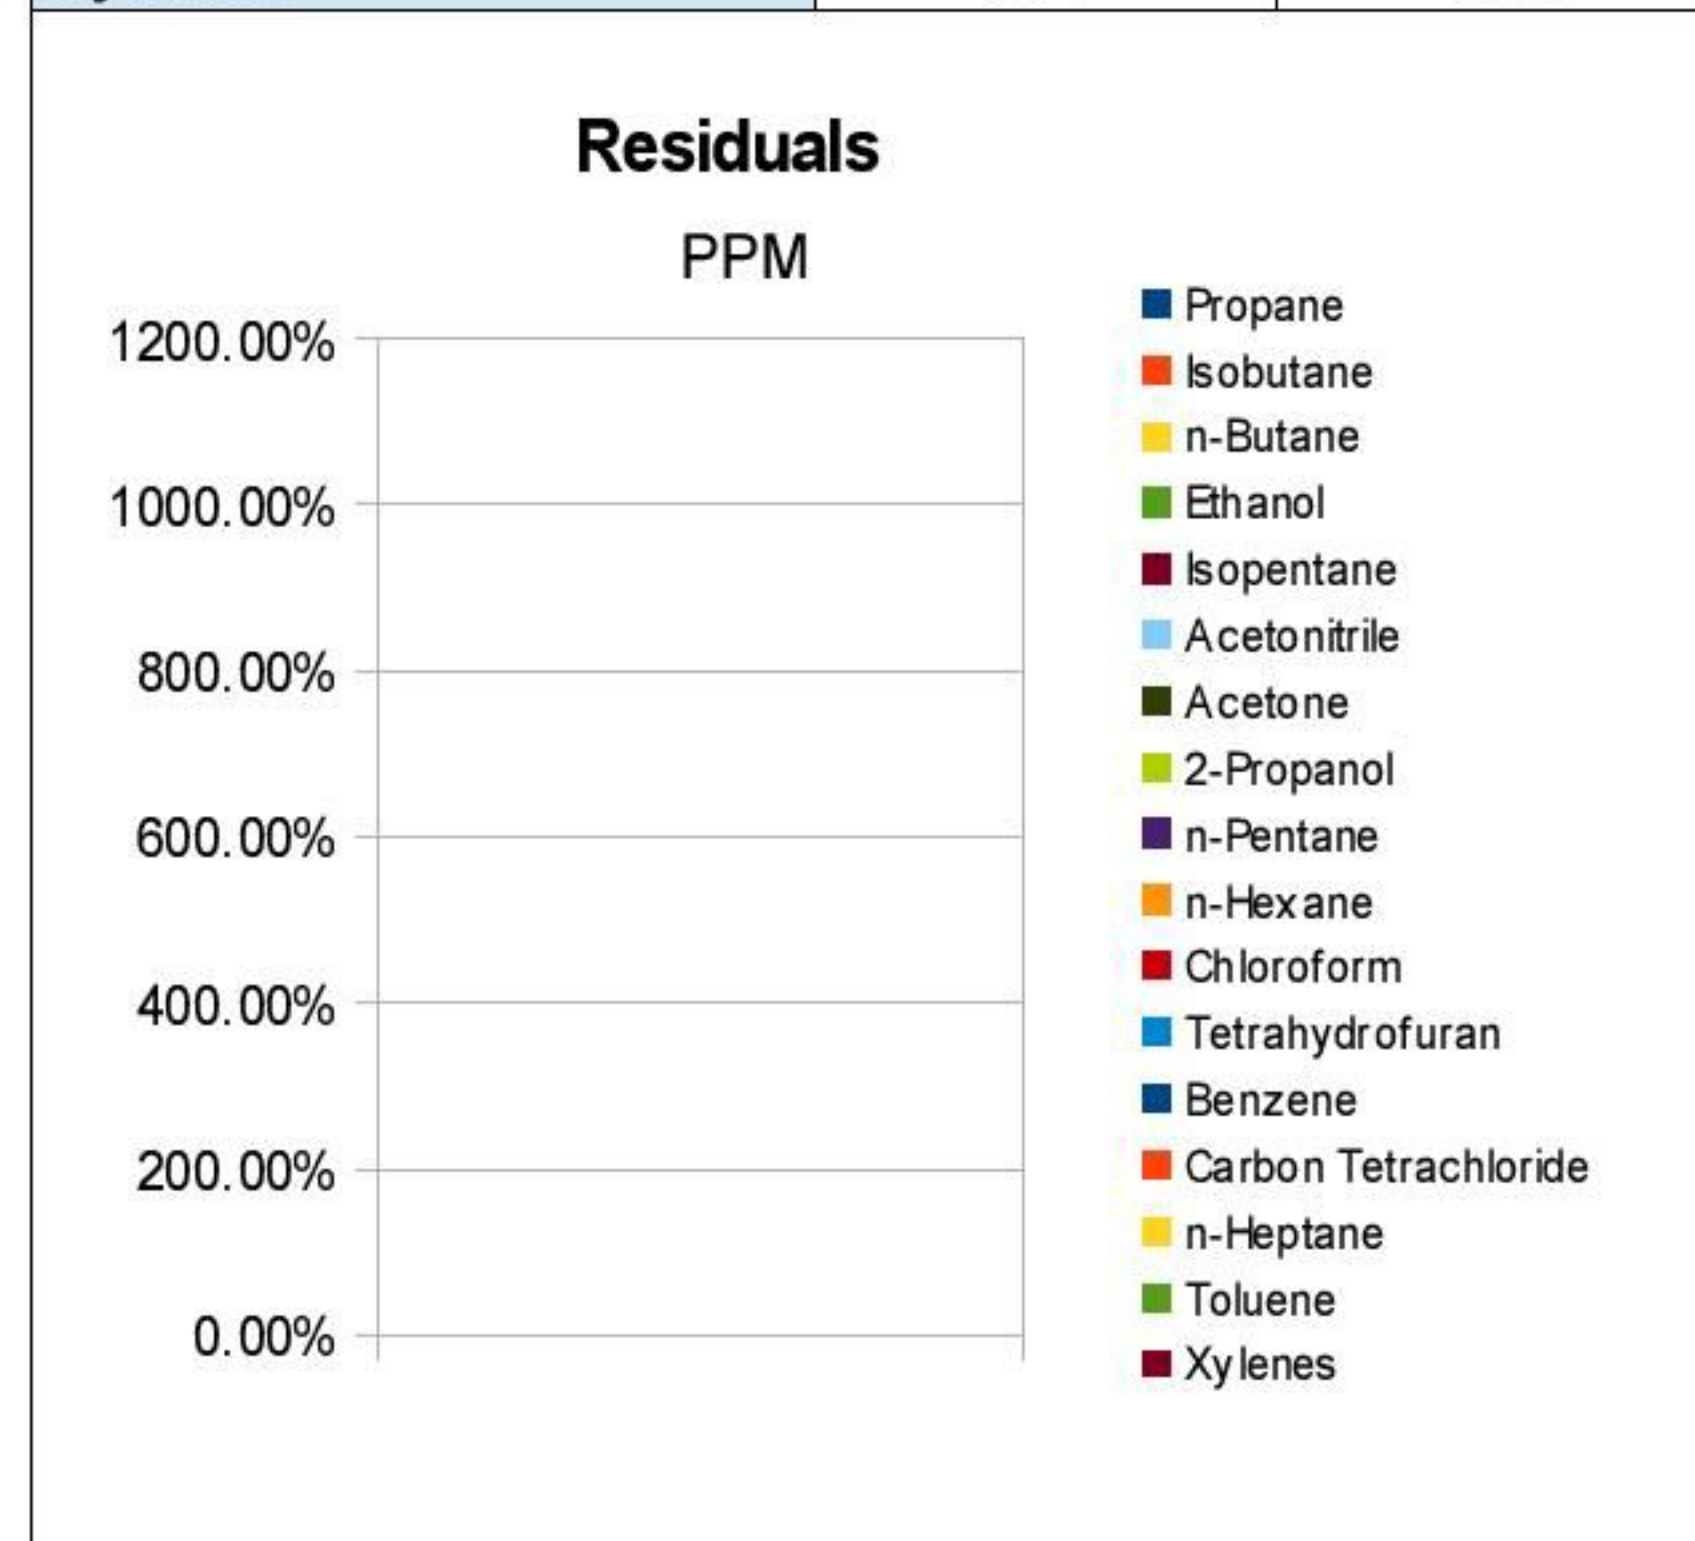 Residuals
PPM
1200.00%
1000.00%
800.00%
600.00%
400.00%
200.00%
0.00%
Propane
Isobutane
n-Butane
Ethanol
Isopentane
Acetonitrile
Acetone
2-Propanol
n-Pentane
n-Hexane
Chloroform
Tetrahydrofuran
Benzene
Carbon Tetrachloride
n-Heptane
Toluene
Xylenes